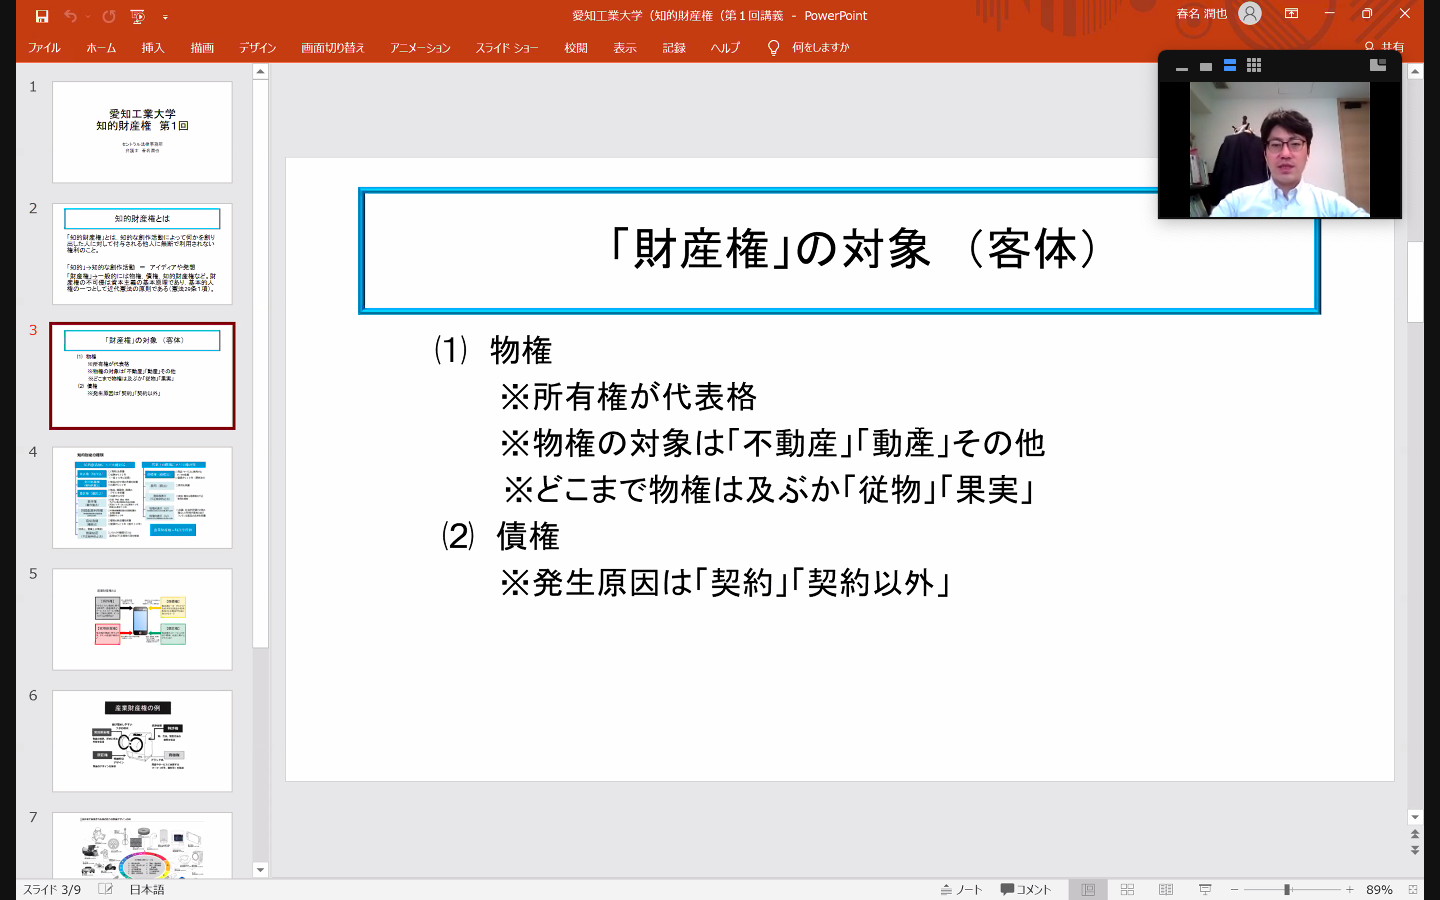 愛知工業大学（知的財産権（第１回講義 - PowerPoint
春名 潤也
ファイル ホーム 挿入 描画 デザイン 画面切り替え アニメーション スライド ショー 校閲 表示 記録 ヘルプ 何をしますか
共有
1
愛知工業大学
知的財産権 第１回
セントラル法律事務所
弁護士 春名潤也
2
知的財産権とは
「知的財産権」とは、知的な創作活動によって何かを創り
出した人に対して付与される他人に無断で利用されない
権利のこと。
「知的」→知的な創作活動 ＝ アイディアや発想
「財産権」→一般的には物権、債権、知的財産権など。財
産権の不可侵は資本主義の基本原理であり、基本的人
権の一つとして近代憲法の原則である（憲法29条１項）。
3
「財産権」の対象 （客体）
⑴ 物権
※所有権が代表格
※物権の対象は「不動産」「動産」その他
※どこまで物権は及ぶか「従物」「果実」
⑵ 債権
※発生原因は「契約」「契約以外」
4
知的財産の種類
5
6
産業財産権の例
7
「財産権」の対象 （客体）
⑴ 物権
※所有権が代表格
※物権の対象は「不動産」「動産」その他
※どこまで物権は及ぶか「従物」「果実」
⑵ 債権
※発生原因は「契約」「契約以外」
スライド 3/9 日本語
ノート コメント 89%